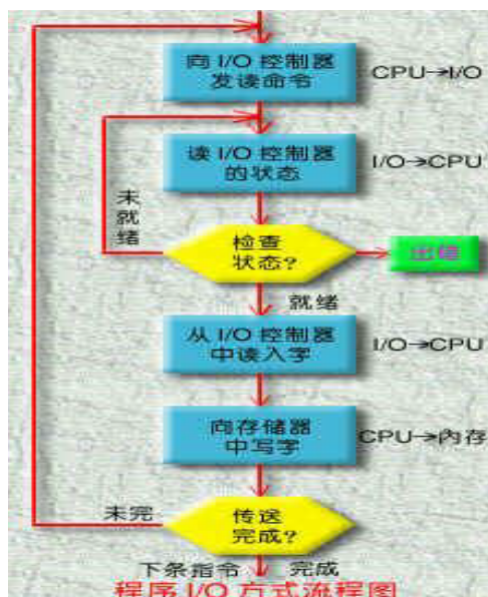 向 I/O 控制器
发读命令
CPU→I/O
读 I/O 控制器
的状态
I/O→CPU
未
就
绪
检查
状态?
出错
就绪
从 I/O 控制器
中读入字
I/O→CPU
向存储器
中写字
CPU→内存
未完
传送
完成?
下条指令
完成
程序 I/O 方式流程图